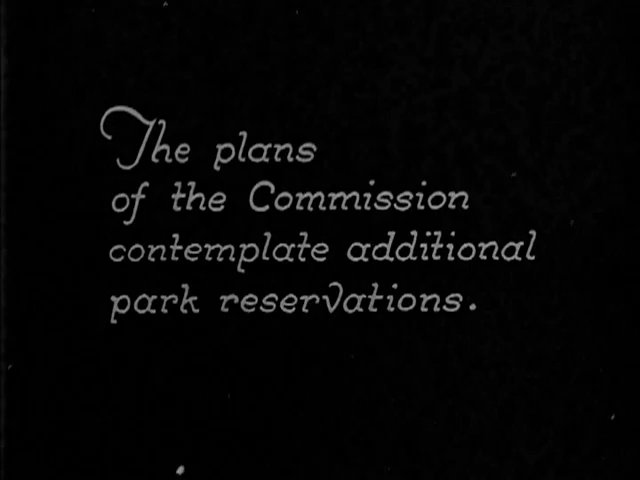 The plans
of the Commission
contemplate additional
park reservations.